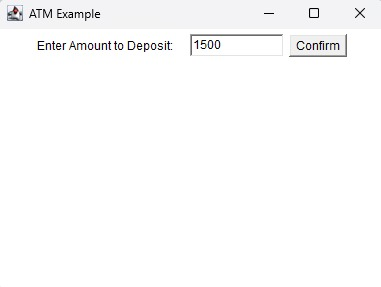 ATM Example
Enter Amount to Deposit: 1500 Confirm